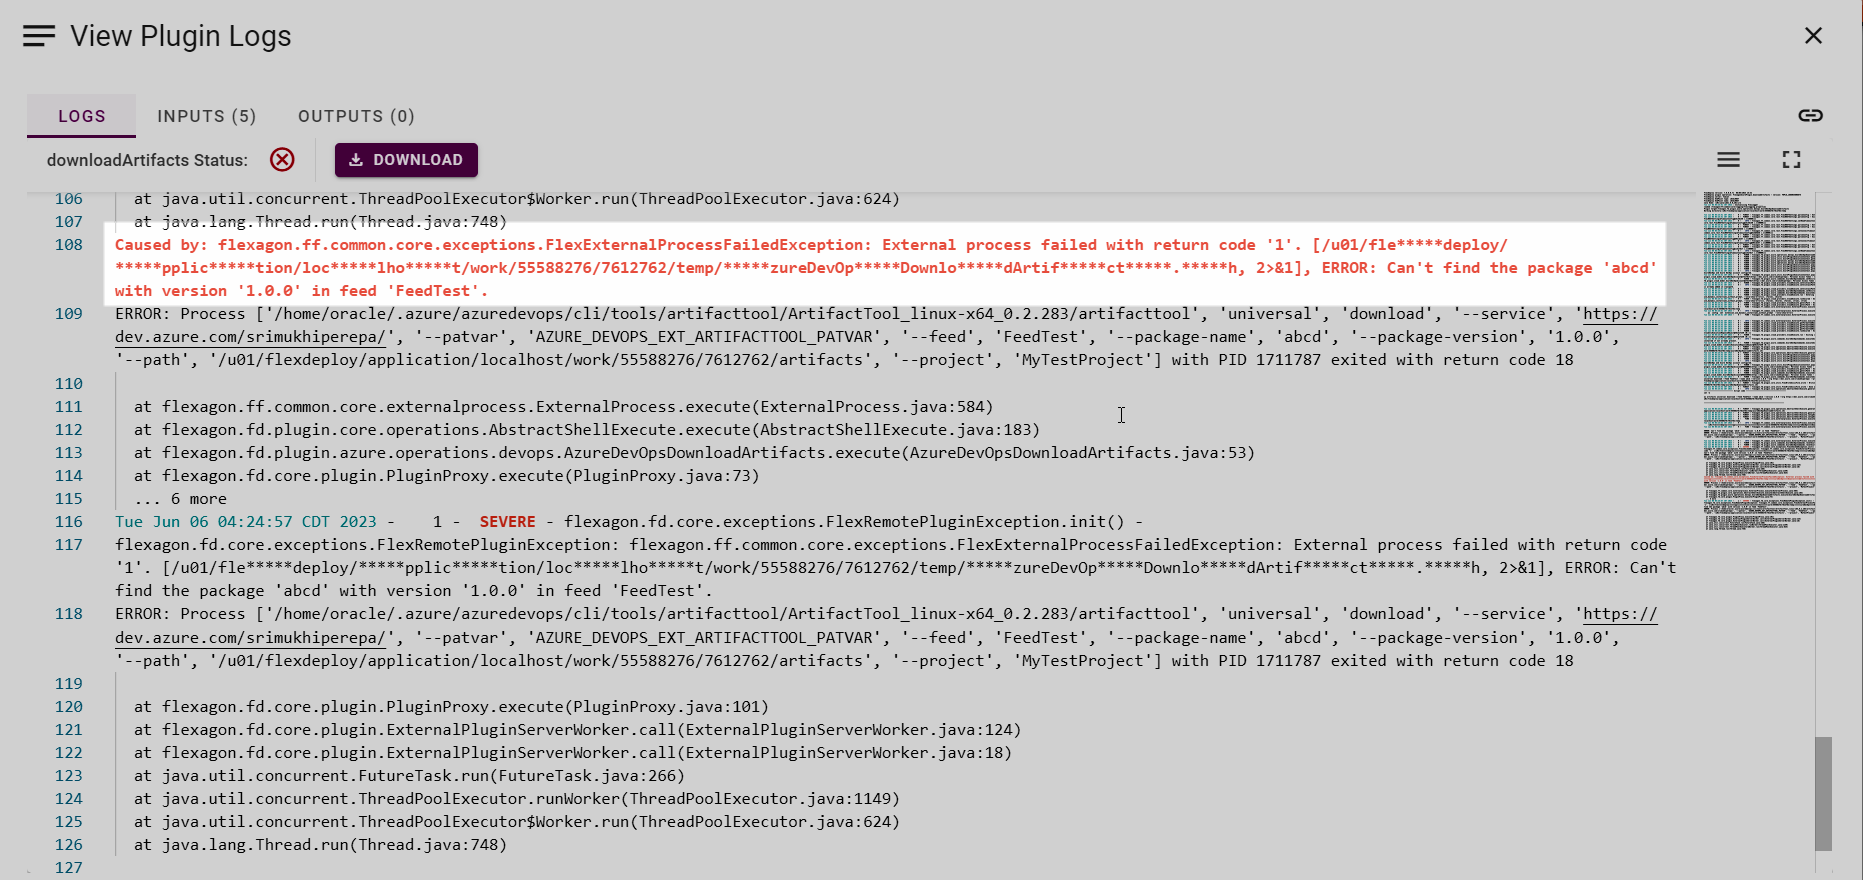 View Plugin Logs
LOGS INPUTS (5) OUTPUTS (0)
downloadArtifacts Status: DOWNLOAD
106 at java.util.concurrent.ThreadPoolExecutor$Worker.run(ThreadPoolExecutor.java:624)
107 at java.lang.Thread.run(Thread.java:748)
108 Caused by: flexagon.ff.common.core.exceptions.FlexExternalProcessFailedException: External process failed with return code '1'. [/u01/fle*****deploy/
*****pplic*****tion/loc*****lho*****t/work/55588276/7612762/temp/*****zureDevOp*****Downlo*****dArtif*****ct*****.*****h, 2>&1], ERROR: Can't find the package 'abcd'
with version '1.0.0' in feed 'FeedTest'.
109 ERROR: Process ['/home/oracle/.azure/azuredevops/cli/tools/artifacttool/ArtifactTool_linux-x64_0.2.283/artifacttool', 'universal', 'download', '--service', 'https://
dev.azure.com/srimukhiperepa/', '--patvar', 'AZURE_DEVOPS_EXT_ARTIFACTTOOL_PATVAR', '--feed', 'FeedTest', '--package-name', 'abcd', '--package-version', '1.0.0',
'--path', '/u01/flexdeploy/application/localhost/work/55588276/7612762/artifacts', '--project', 'MyTestProject'] with PID 1711787 exited with return code 18
110
111 at flexagon.ff.common.core.externalprocess.ExternalProcess.execute(ExternalProcess.java:584)
112 at flexagon.fd.plugin.core.operations.AbstractShellExecute.execute(AbstractShellExecute.java:183)
113 at flexagon.fd.plugin.azure.operations.devops.AzureDevOpsDownloadArtifacts.execute(AzureDevOpsDownloadArtifacts.java:53)
114 at flexagon.fd.core.plugin.PluginProxy.execute(PluginProxy.java:73)
115 ... 6 more
116 Tue Jun 06 04:24:57 CDT 2023 - 1 - SEVERE - flexagon.fd.core.exceptions.FlexRemotePluginException.init() -
117 flexagon.fd.core.exceptions.FlexRemotePluginException: flexagon.ff.common.core.exceptions.FlexExternalProcessFailedException: External process failed with return code
'1'. [/u01/fle*****deploy/*****pplic*****tion/loc*****lho*****t/work/55588276/7612762/temp/*****zureDevOp*****Downlo*****dArtif*****ct*****.*****h, 2>&1], ERROR: Can't
find the package 'abcd' with version '1.0.0' in feed 'FeedTest'.
118 ERROR: Process ['/home/oracle/.azure/azuredevops/cli/tools/artifacttool/ArtifactTool_linux-x64_0.2.283/artifacttool', 'universal', 'download', '--service', 'https://
dev.azure.com/srimukhiperepa/', '--patvar', 'AZURE_DEVOPS_EXT_ARTIFACTTOOL_PATVAR', '--feed', 'FeedTest', '--package-name', 'abcd', '--package-version', '1.0.0',
'--path', '/u01/flexdeploy/application/localhost/work/55588276/7612762/artifacts', '--project', 'MyTestProject'] with PID 1711787 exited with return code 18
119
120 at flexagon.fd.core.plugin.PluginProxy.execute(PluginProxy.java:101)
121 at flexagon.fd.core.plugin.ExternalPluginServerWorker.call(ExternalPluginServerWorker.java:124)
122 at flexagon.fd.core.plugin.ExternalPluginServerWorker.call(ExternalPluginServerWorker.java:18)
123 at java.util.concurrent.FutureTask.run(FutureTask.java:266)
124 at java.util.concurrent.ThreadPoolExecutor.runWorker(ThreadPoolExecutor.java:1149)
125 at java.util.concurrent.ThreadPoolExecutor$Worker.run(ThreadPoolExecutor.java:624)
126 at java.lang.Thread.run(Thread.java:748)
127